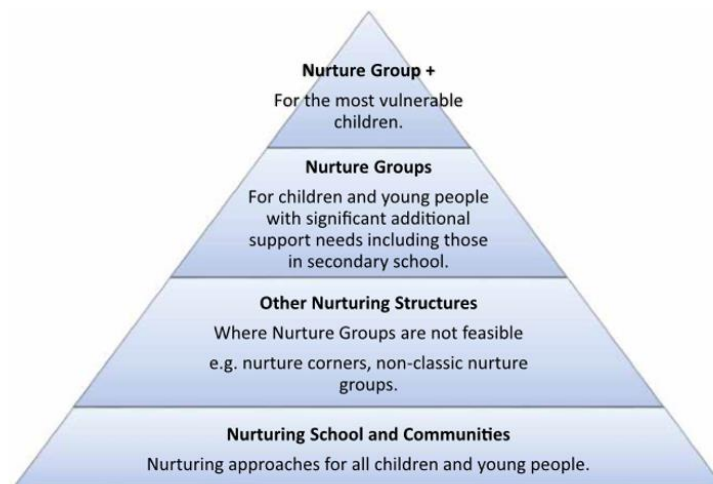 Nurture Group +
For the most vulnerable
children.
Nurture Groups
For children and young people
with significant additional
support needs including those
in secondary school.
Other Nurturing Structures
Where Nurture Groups are not feasible
e.g. nurture corners, non-classic nurture
groups.
Nurturing School and Communities
Nurturing approaches for all children and young people.